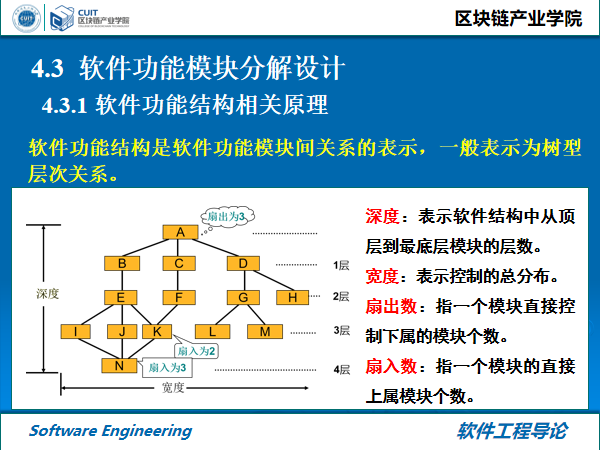 CUIT
CUIT
区块链产业学院
区块链产业学院
4.3 软件功能模块分解设计
4.3.1 软件功能结构相关原理
软件功能结构是软件功能模块间关系的表示，一般表示为树型
层次关系。
扇出为3
A
B C D
1层
深度
E F G H
2层
I J K L M
3层
扇入为2
N
扇入为3
4层
宽度
深度：表示软件结构中从顶
层到最底层模块的层数。
宽度：表示控制的总分布。
扇出数：指一个模块直接控
制下属的模块个数。
扇入数：指一个模块的直接
上属模块个数。
Software Engineering
软件工程导论